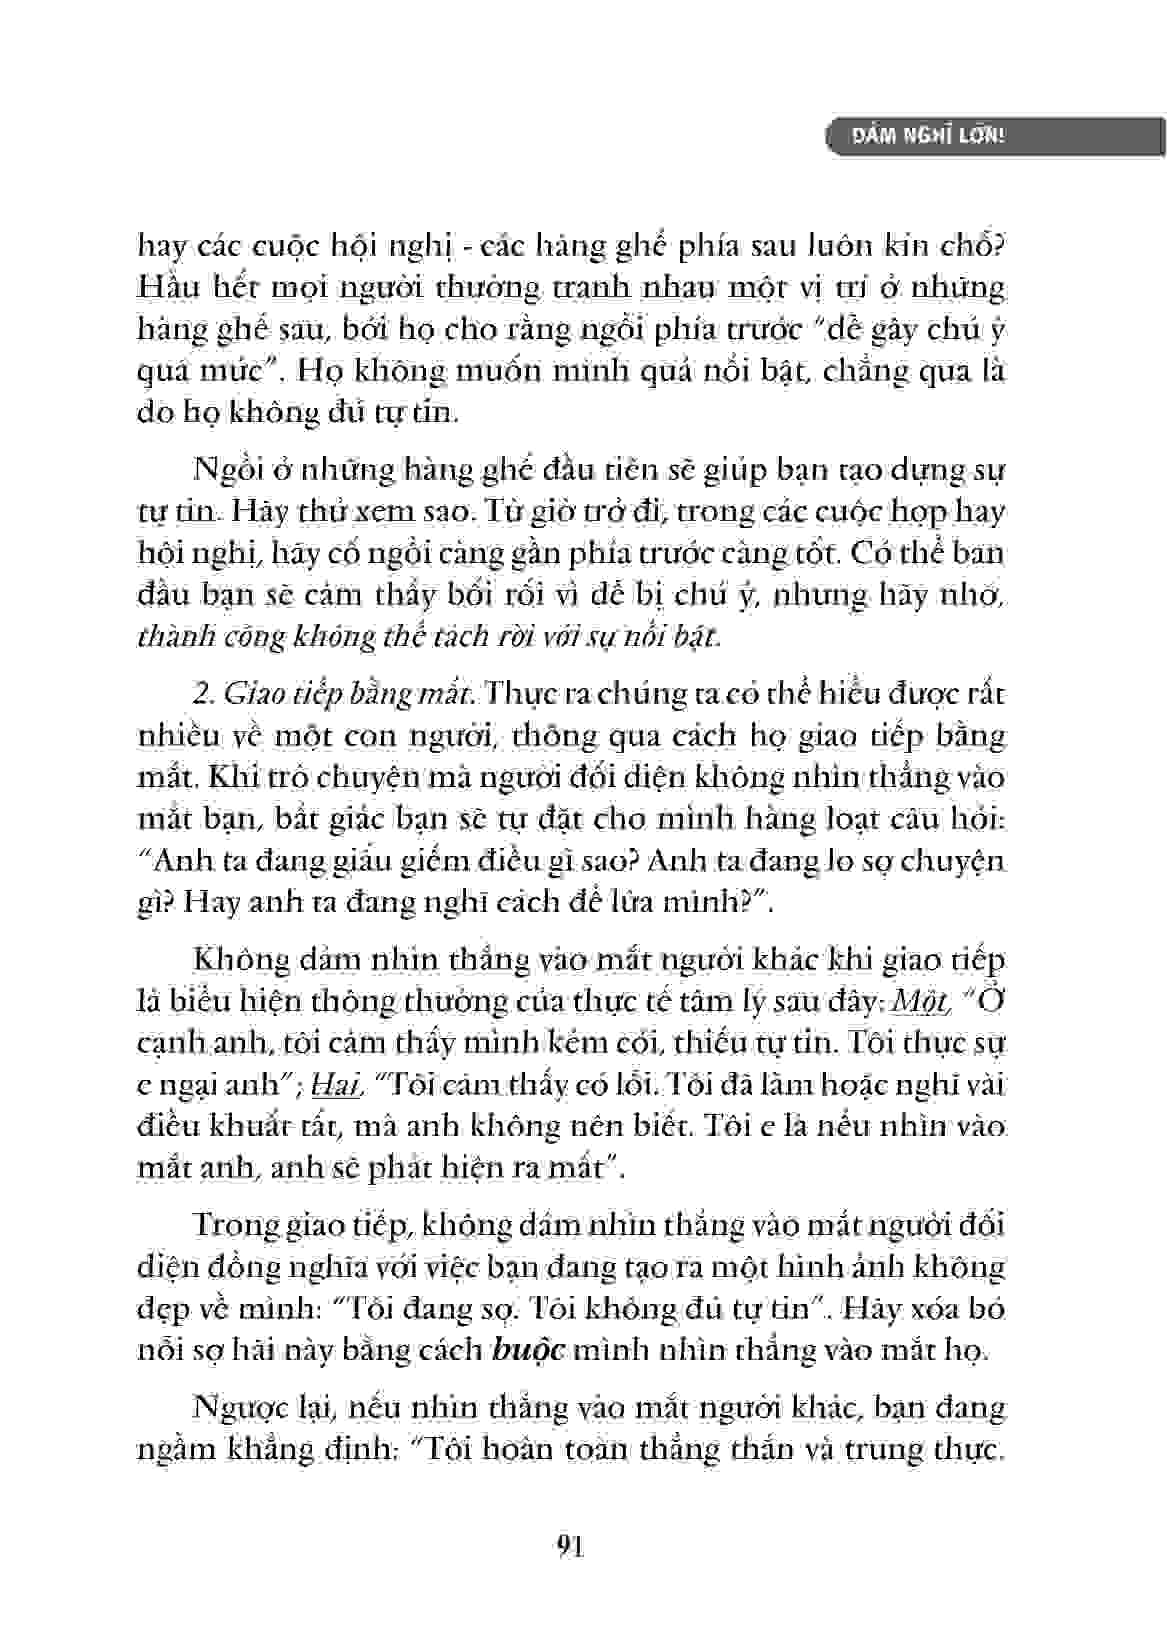 DÁM NGHĨ LỚN!
hay các cuộc hội nghị - các hàng ghế phía sau luôn kín chỗ?
Hầu hết mọi người thường tranh nhau một vị trí ở những
hàng ghế sau, bởi họ cho rằng ngồi phía trước “dễ gây chú ý
quá mức”. Họ không muốn mình quá nổi bật, chẳng qua là
do họ không đủ tự tin.
Ngồi ở những hàng ghế đầu tiên sẽ giúp bạn tạo dựng sự
tự tin. Hãy thử xem sao. Từ giờ trở đi, trong các cuộc họp hay
hội nghị, hãy cố ngồi càng gần phía trước càng tốt. Có thể ban
đầu bạn sẽ cảm thấy bối rối vì dễ bị chú ý, nhưng hãy nhớ,
thành công không thể tách rời với sự nổi bật.
2. Giao tiếp bằng mắt. Thực ra chúng ta có thể hiểu được rất
nhiều về một con người, thông qua cách họ giao tiếp bằng
mắt. Khi trò chuyện mà người đối diện không nhìn thẳng vào
mắt bạn, bất giác bạn sẽ tự đặt cho mình hàng loạt câu hỏi:
“Anh ta đang giấu giếm điều gì sao? Anh ta đang lo sợ chuyện
gì? Hay anh ta đang nghĩ cách để lừa mình?”.
Không dám nhìn thẳng vào mắt người khác khi giao tiếp
là biểu hiện thông thường của thực tế tâm lý sau đây: Một, “Ở
cạnh anh, tôi cảm thấy mình kém cỏi, thiếu tự tin. Tôi thực sự
e ngại anh”; Hai, “Tôi cảm thấy có lỗi. Tôi đã làm hoặc nghĩ vài
điều khuất tất, mà anh không nên biết. Tôi e là nếu nhìn vào
mắt anh, anh sẽ phát hiện ra mất”.
Trong giao tiếp, không dám nhìn thẳng vào mắt người đối
diện đồng nghĩa với việc bạn đang tạo ra một hình ảnh không
đẹp về mình: “Tôi đang sợ. Tôi không đủ tự tin”. Hãy xóa bỏ
nỗi sợ hãi này bằng cách buộc mình nhìn thẳng vào mắt họ.
Ngược lại, nếu nhìn thẳng vào mắt người khác, bạn đang
ngầm khẳng định: “Tôi hoàn toàn thẳng thắn và trung thực.
91